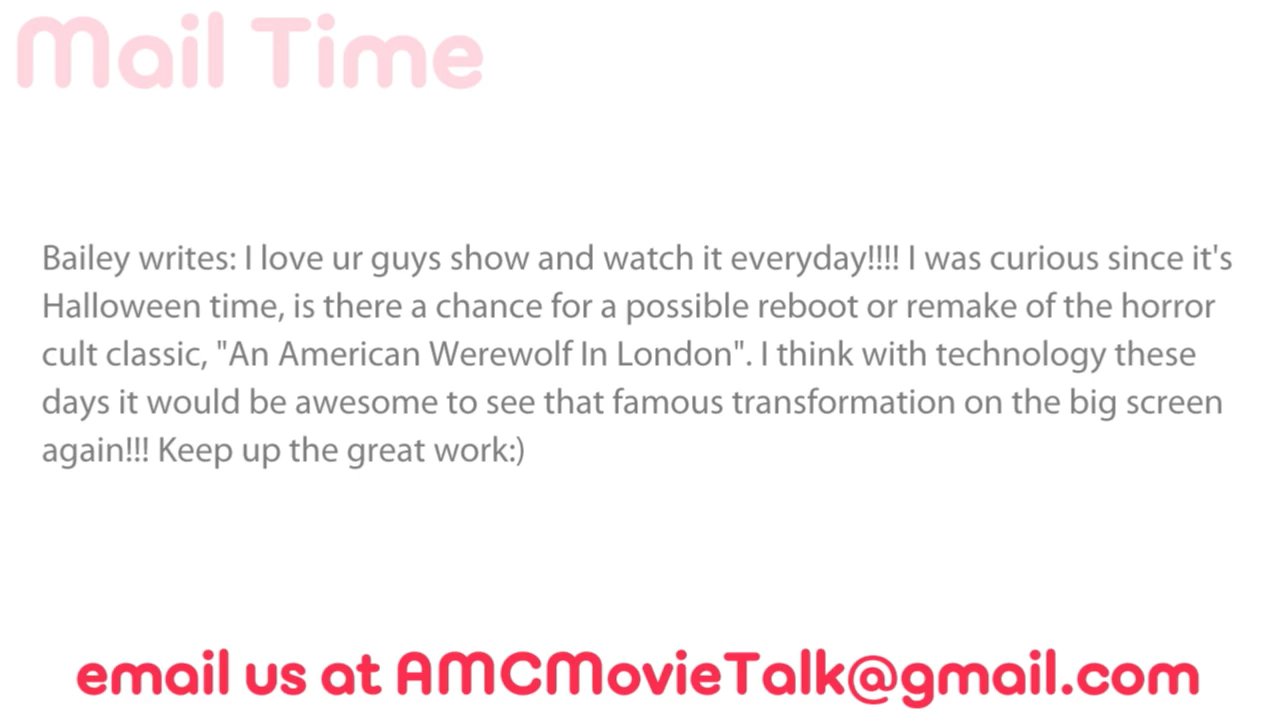 Mail Time
Bailey writes: I love ur guys show and watch it everyday!!!! I was curious since it's
Halloween time, is there a chance for a possible reboot or remake of the horror
cult classic, "An American Werewolf In London". I think with technology these
days it would be awesome to see that famous transformation on the big screen
again!!! Keep up the great work:)
email us at AMCMovieTalk@gmail.com